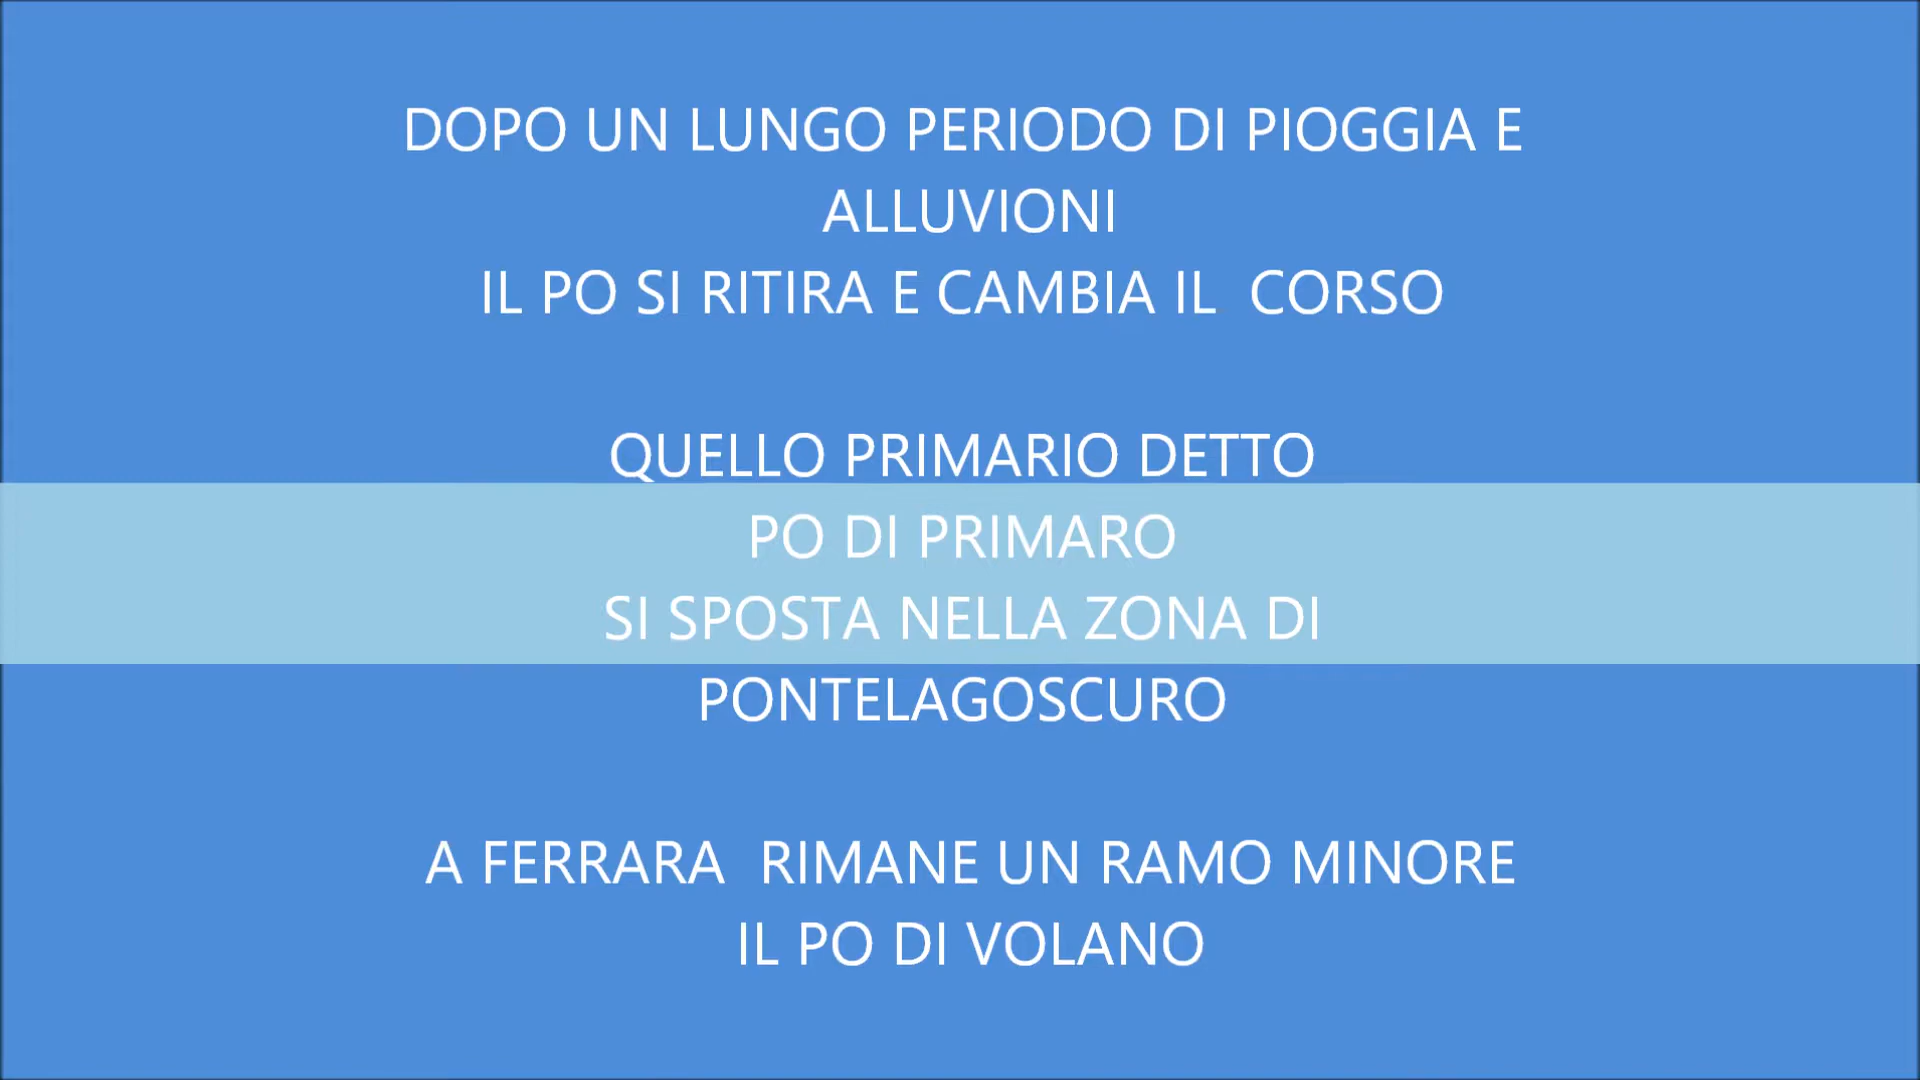 DOPO UN LUNGO PERIODO DI PIOGGIA E
ALLUVIONI
IL PO SI RITIRA E CAMBIA IL  CORSO
QUELLO PRIMARIO DETTO
PO DI PRIMARO
SI SPOSTA NELLA ZONA DI
PONTELAGOSCURO
A FERRARA  RIMANE UN RAMO MINORE
IL PO DI VOLANO